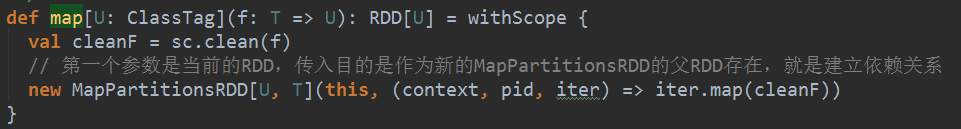 def map[U: ClassTag](f: T => U): RDD[U] = withScope {
  val cleanF = sc.clean(f)
  // 第一个参数是当前的RDD，传入目的是作为新的MapPartitionsRDD的父RDD存在，就是建立依赖关系
  new MapPartitionsRDD[U, T](this, (context, pid, iter) => iter.map(cleanF))
}